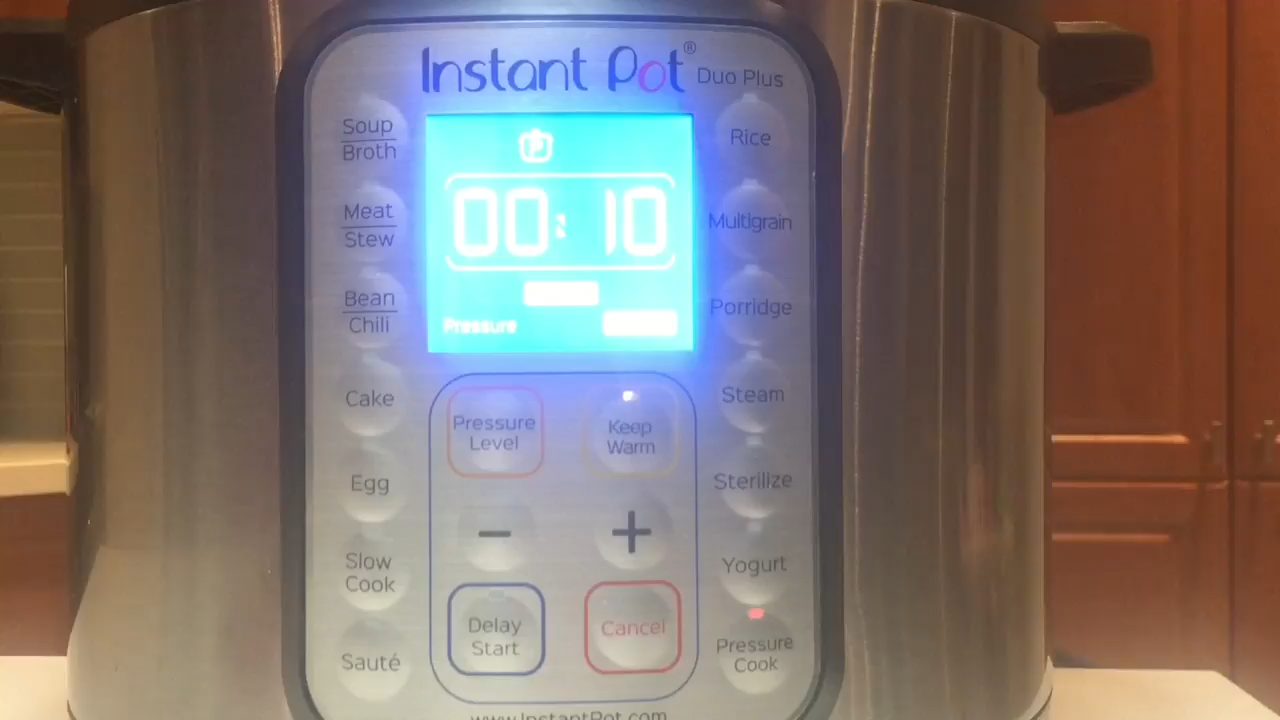 Instant Pot® Duo Plus
Soup
Broth
Meat
Stew
Bean
Chili
Cake
Egg
Slow
Cook
Sauté
P
00:10
Pressure
Pressure
Level
Keep
Warm
−
+
Delay
Start
Cancel
Rice
Multigrain
Porridge
Steam
Sterilize
Yogurt
Pressure
Cook
www.InstantPot.com